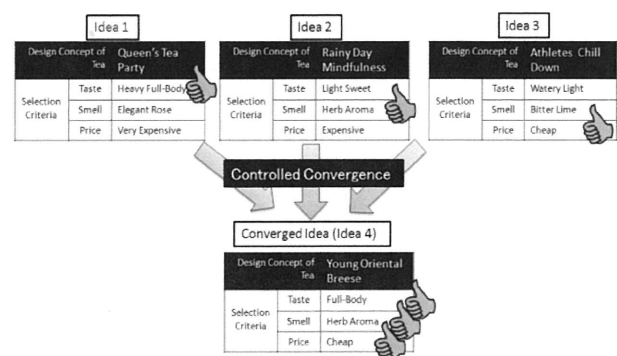 Idea 1
Design Concept of Tea
Queen's Tea Party
Selection Criteria
Taste
Heavy Full-Body
Smell
Elegant Rose
Price
Very Expensive
Idea 2
Design Concept of Tea
Rainy Day Mindfulness
Selection Criteria
Taste
Light Sweet
Smell
Herb Aroma
Price
Expensive
Idea 3
Design Concept of Tea
Athletes Chill Down
Selection Criteria
Taste
Watery Light
Smell
Bitter Lime
Price
Cheap
Controlled Convergence
Converged Idea (Idea 4)
Design Concept of Tea
Young Oriental Breese
Selection Criteria
Taste
Full-Body
Smell
Herb Aroma
Price
Cheap